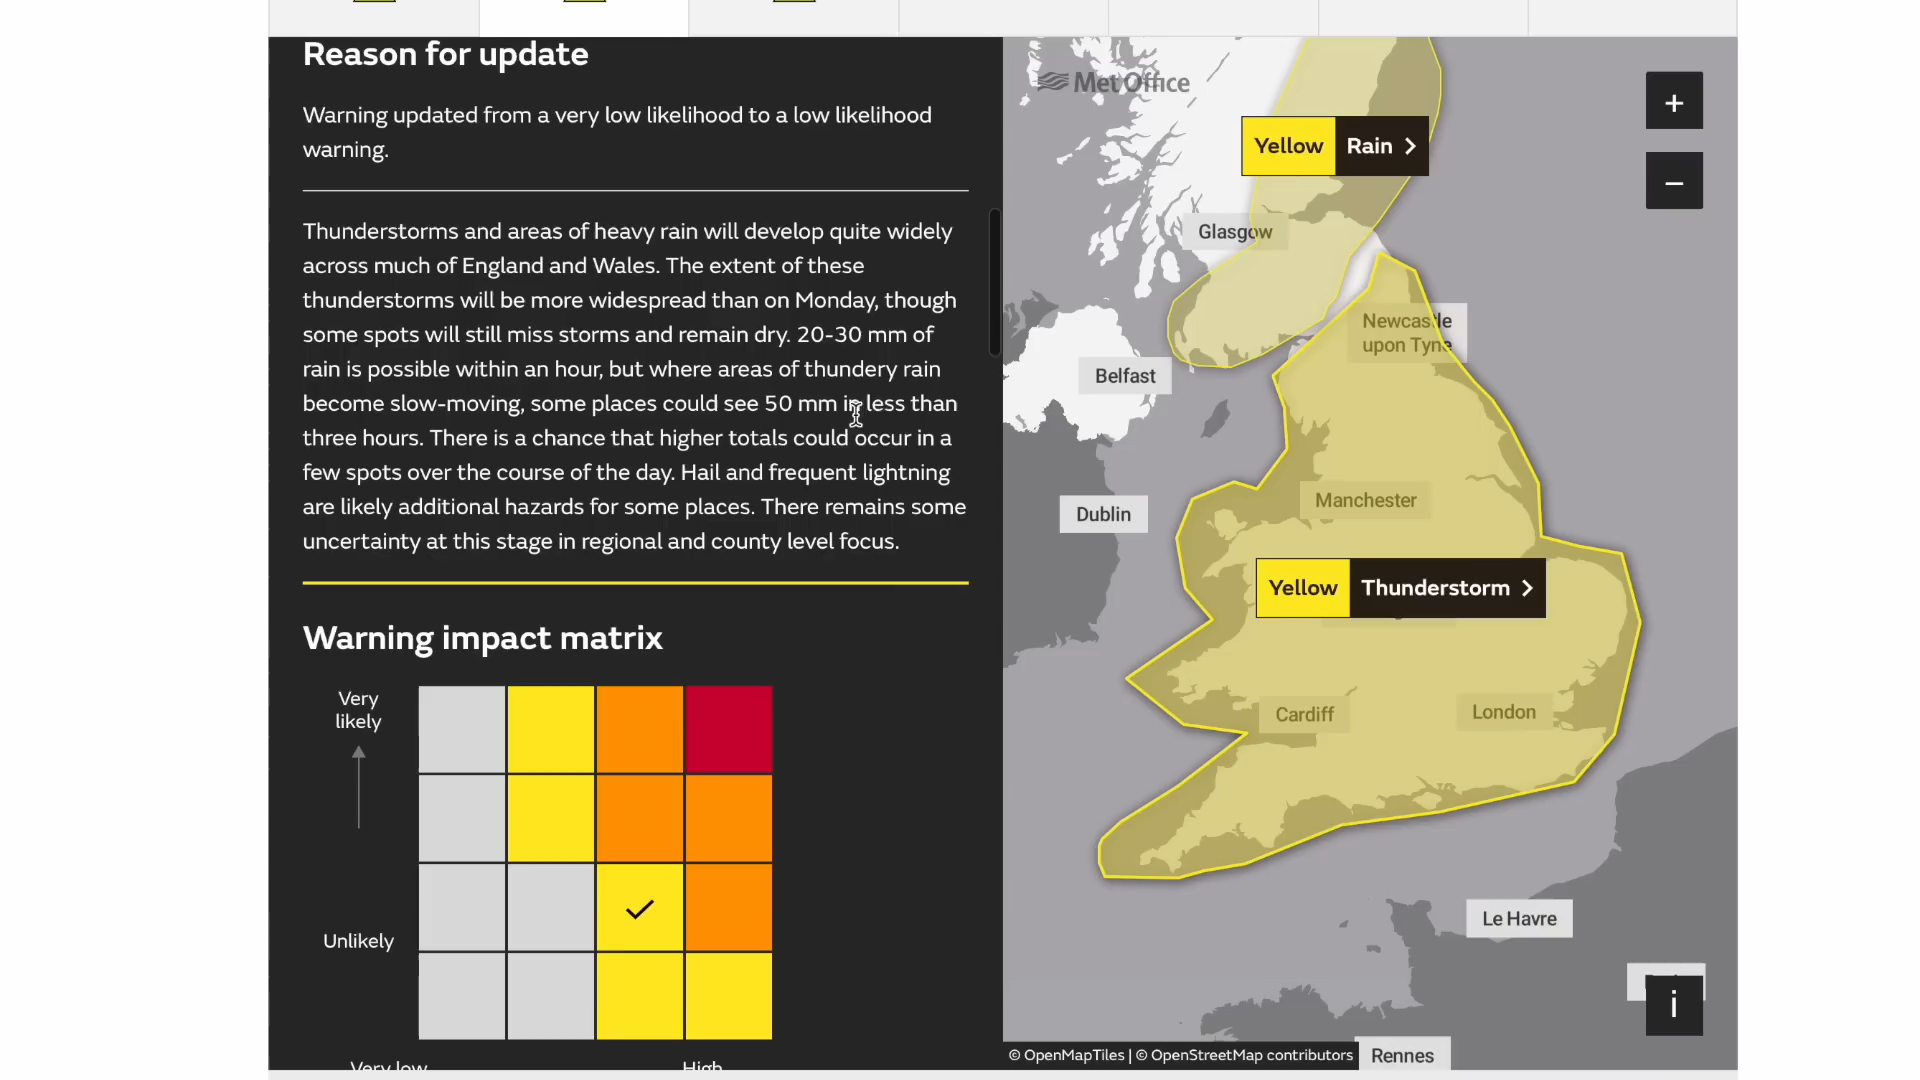 Reason for update
Warning updated from a very low likelihood to a low likelihood
warning.
Thunderstorms and areas of heavy rain will develop quite widely
across much of England and Wales. The extent of these
thunderstorms will be more widespread than on Monday, though
some spots will still miss storms and remain dry. 20-30 mm of
rain is possible within an hour, but where areas of thundery rain
become slow-moving, some places could see 50 mm in less than
three hours. There is a chance that higher totals could occur in a
few spots over the course of the day. Hail and frequent lightning
are likely additional hazards for some places. There remains some
uncertainty at this stage in regional and county level focus.
Warning impact matrix
Very
likely
Unlikely
Very low
High
Met Office
+
−
Yellow Rain
Glasgow
Newcastle
upon Tyne
Belfast
Manchester
Dublin
Yellow Thunderstorm
Cardiff
London
Le Havre
i
© OpenMapTiles | © OpenStreetMap contributors
Rennes